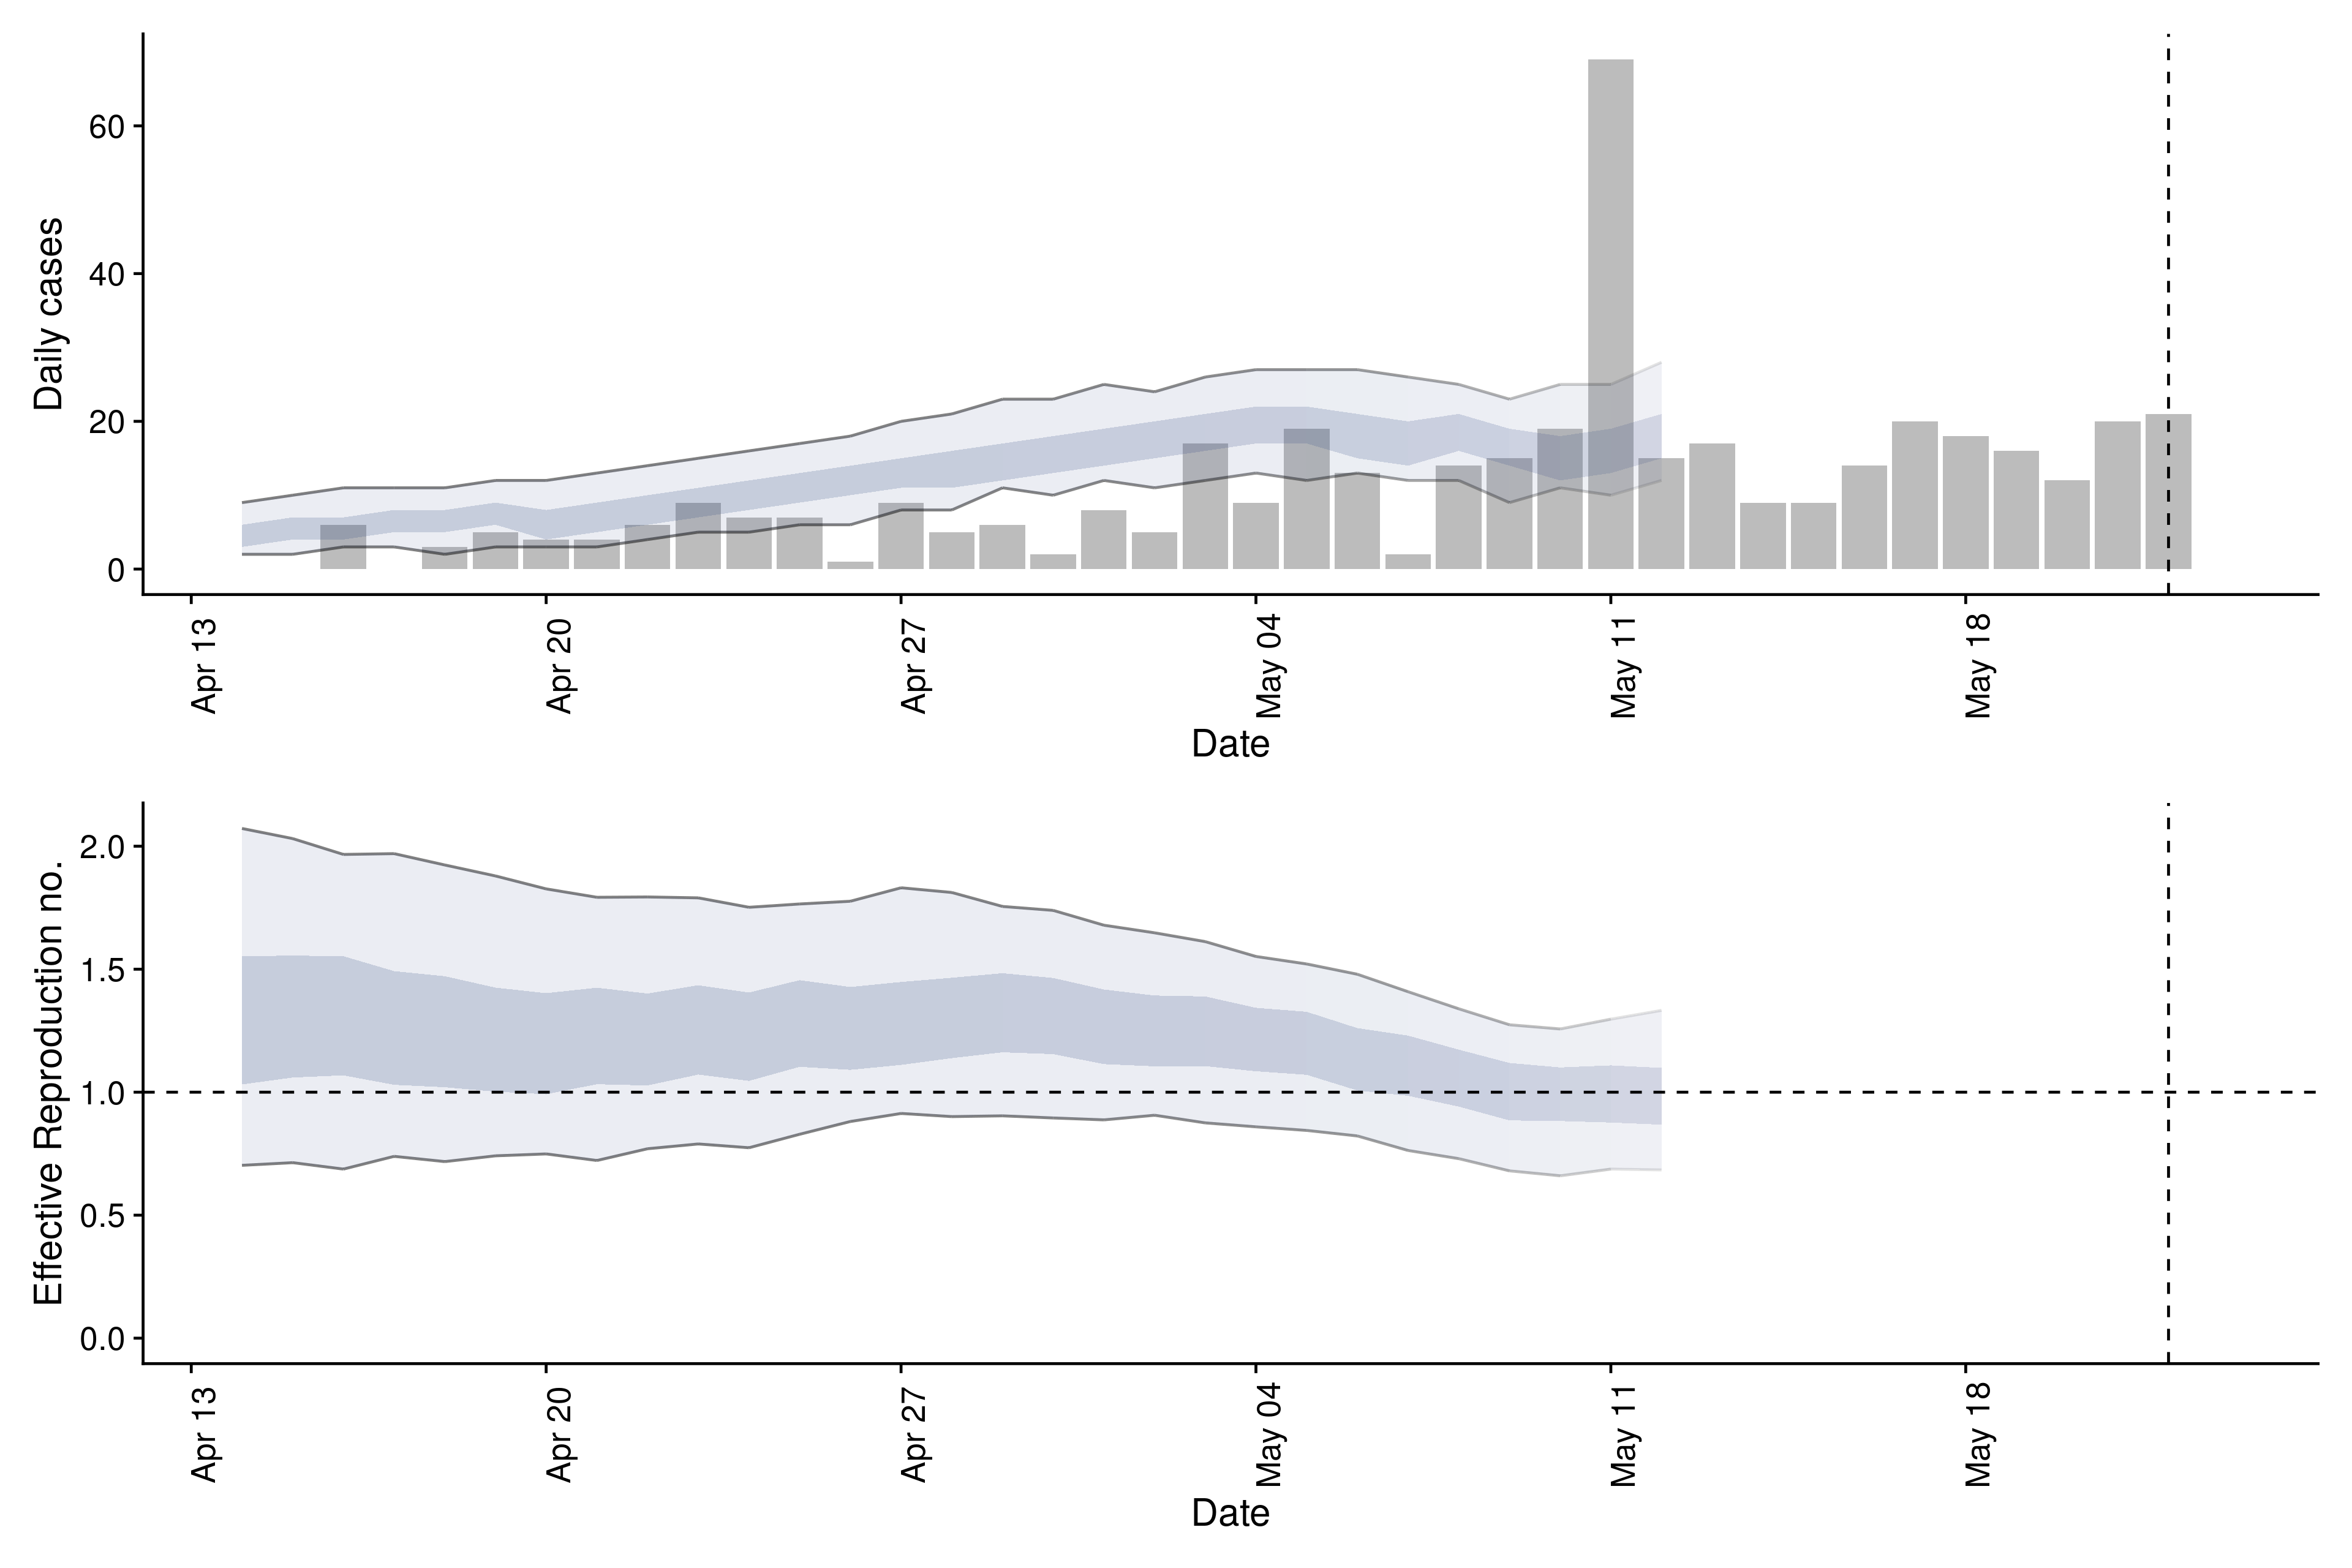 Daily cases
60
40
20
0
Apr 13
Apr 20
Apr 27
May 04
May 11
May 18
Date
Effective Reproduction no.
2.0
1.5
1.0
0.5
0.0
Apr 13
Apr 20
Apr 27
May 04
May 11
May 18
Date